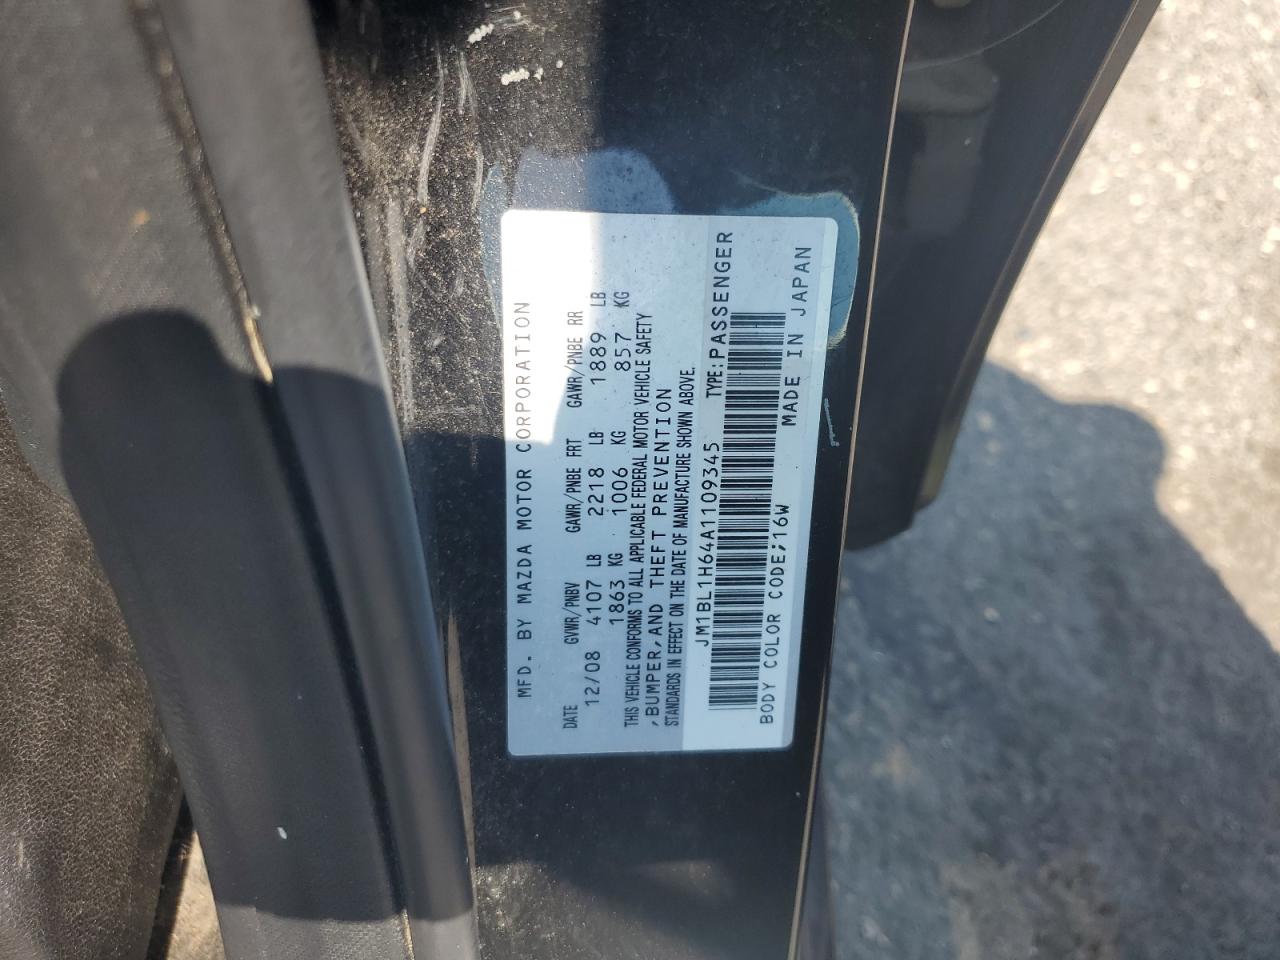 MFD. BY MAZDA MOTOR CORPORATION
DATE GVWR/PNBV GAWR/PNBE FRT GAWR/PNBE RR
12/08 4107 LB 2218 LB 1889 LB
1863 KG 1006 KG 857 KG
THIS VEHICLE CONFORMS TO ALL APPLICABLE FEDERAL MOTOR VEHICLE SAFETY
,BUMPER,AND THEFT PREVENTION
STANDARDS IN EFFECT ON THE DATE OF MANUFACTURE SHOWN ABOVE.
JM1BL1H64A1109345 TYPE:PASSENGER
BODY COLOR CODE;16W MADE IN JAPAN